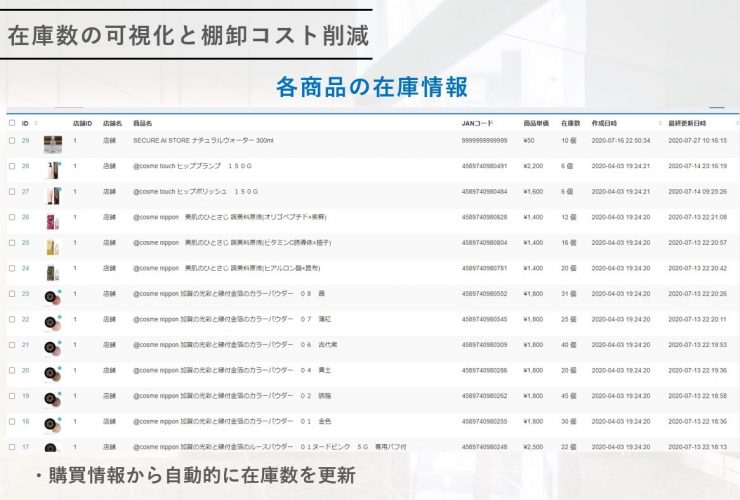 在庫数の可視化と棚卸コスト削減
各商品の在庫情報
ID 店舗ID 店舗名 商品名 JANコード 商品単価 在庫数 作成日時 最終更新日時
29 1 店舗 SECURE AI STORE ナチュラルウォーター 300ml 9999999999999 ¥50 10 個 2020-07-16 22:50:34 2020-07-27 10:16:15
28 1 店舗 @cosme touch ヒッププランプ １５０Ｇ 4589740980491 ¥2,200 6 個 2020-04-03 19:24:21 2020-07-14 23:16:19
27 1 店舗 @cosme touch ヒップポリッシュ １５０Ｇ 4589740980484 ¥1,600 6 個 2020-04-03 19:24:21 2020-07-14 09:25:26
26 1 店舗 @cosme nippon 美肌のひとさじ 調美料原液(オリゴペプチド×紫蘇) 4589740980828 ¥1,400 12 個 2020-04-03 19:24:20 2020-07-13 22:21:08
25 1 店舗 @cosme nippon 美肌のひとさじ 調美料原液(ビタミンC誘導体×柚子) 4589740980804 ¥1,400 16 個 2020-04-03 19:24:20 2020-07-13 22:20:57
24 1 店舗 @cosme nippon 美肌のひとさじ 調美料原液(ヒアルロン酸×昆布) 4589740980781 ¥1,400 20 個 2020-04-03 19:24:20 2020-07-13 22:20:42
23 1 店舗 @cosme nippon 加賀の光彩と縁付金箔のカラーパウダー ０８ 茜 4589740980552 ¥1,800 31 個 2020-04-03 19:24:20 2020-07-13 22:20:26
22 1 店舗 @cosme nippon 加賀の光彩と縁付金箔のカラーパウダー ０７ 薄紅 4589740980545 ¥1,800 25 個 2020-04-03 19:24:20 2020-07-13 22:20:11
21 1 店舗 @cosme nippon 加賀の光彩と縁付金箔のカラーパウダー ０６ 古代紫 4589740980309 ¥1,800 40 個 2020-04-03 19:24:20 2020-07-13 22:19:53
20 1 店舗 @cosme nippon 加賀の光彩と縁付金箔のカラーパウダー ０４ 黄土 4589740980286 ¥1,800 20 個 2020-04-03 19:24:20 2020-07-13 22:19:36
19 1 店舗 @cosme nippon 加賀の光彩と縁付金箔のカラーパウダー ０２ 臙脂 4589740980262 ¥1,800 45 個 2020-04-03 19:24:20 2020-07-13 22:18:58
18 1 店舗 @cosme nippon 加賀の光彩と縁付金箔のカラーパウダー ０１ 金色 4589740980255 ¥1,800 30 個 2020-04-03 19:24:20 2020-07-13 22:18:36
17 1 店舗 @cosme nippon 加賀の光彩と縁付金箔のルースパウダー ０１ヌードピンク ５Ｇ 専用パフ付 4589740980248 ¥2,500 22 個 2020-04-03 19:24:20 2020-07-13 22:18:13
・購買情報から自動的に在庫数を更新